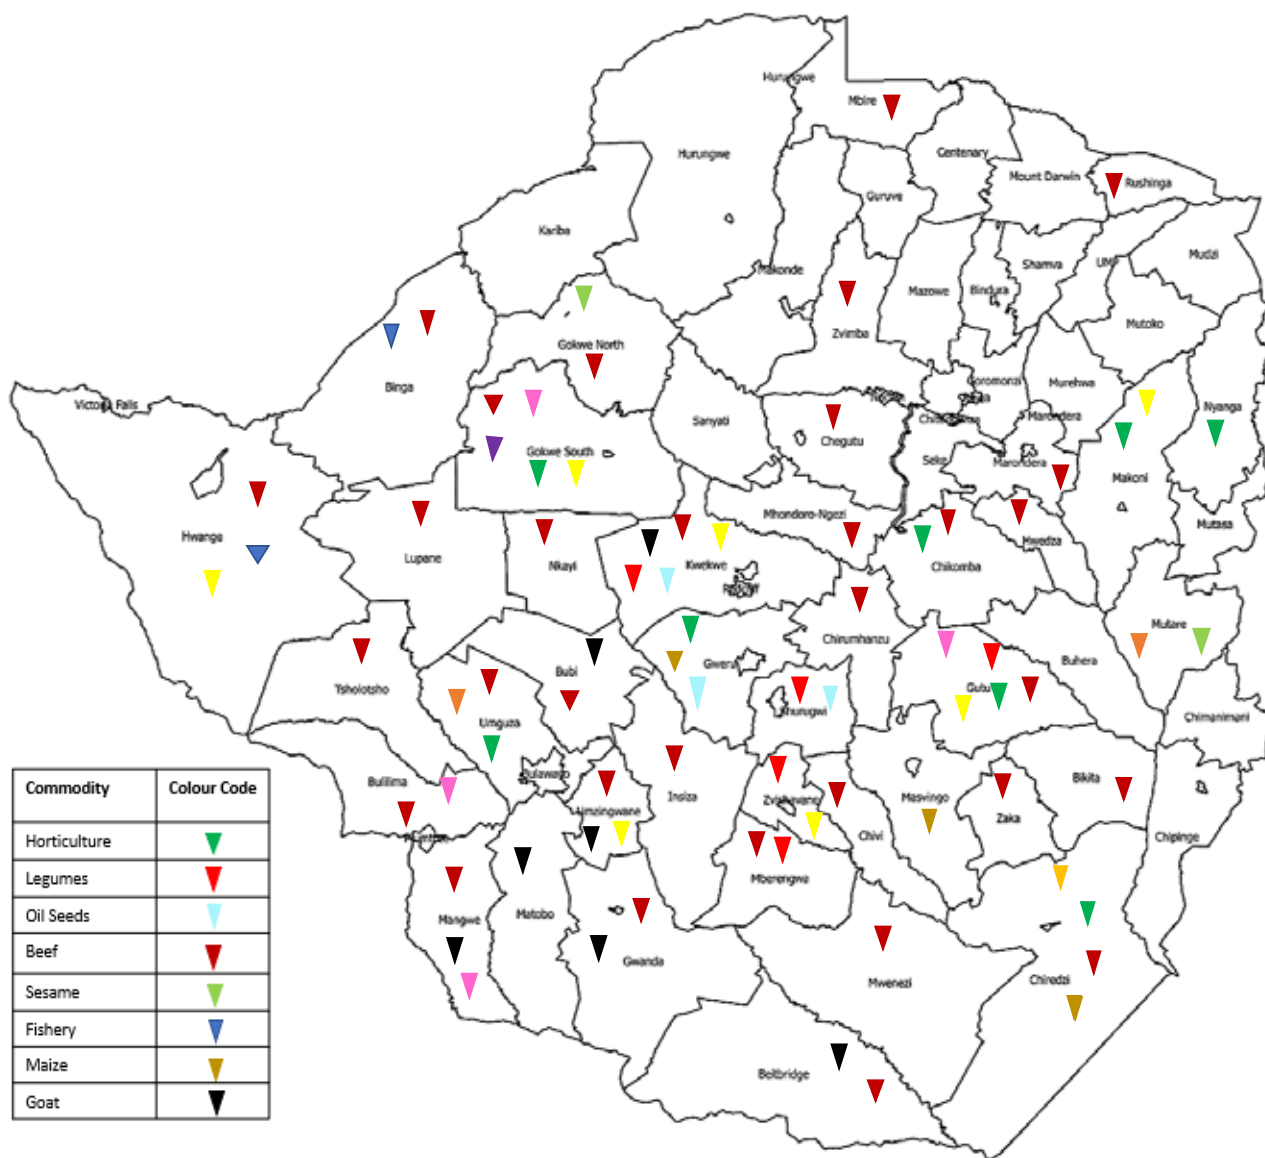 Hurungwe
Mbire
Centenary
Hurungwe
Mount Darwin
Rushinga
Guruve
Kariba
Mudzi
Shamva
UMP
Makonde
Mazowe
Bindura
Mutoko
Zvimba
Gokwe North
Binga
Goromonzi
Murehwa
Victoria Falls
Nyanga
Marondera
Sanyati
Chegutu
Gokwe South
Seke
Marondera
Makoni
Mhondoro-Ngezi
Mutasa
Hwange
Lupane
Nkayi
Kwekwe
Chikomba
Mutare
Chirumhanzu
Buhera
Gweru
Bubi
Tsholotsho
Gutu
Umguza
Chimanimani
Bulilima
Insiza
Masvingo
Bikita
Umzingwane
Zaka
Chivi
Chipinge
Mberengwa
Mangwe
Matobo
Gwanda
Mwenezi
Chiredzi
Beitbridge
Commodity Colour Code
Horticulture
Legumes
Oil Seeds
Beef
Sesame
Fishery
Maize
Goat